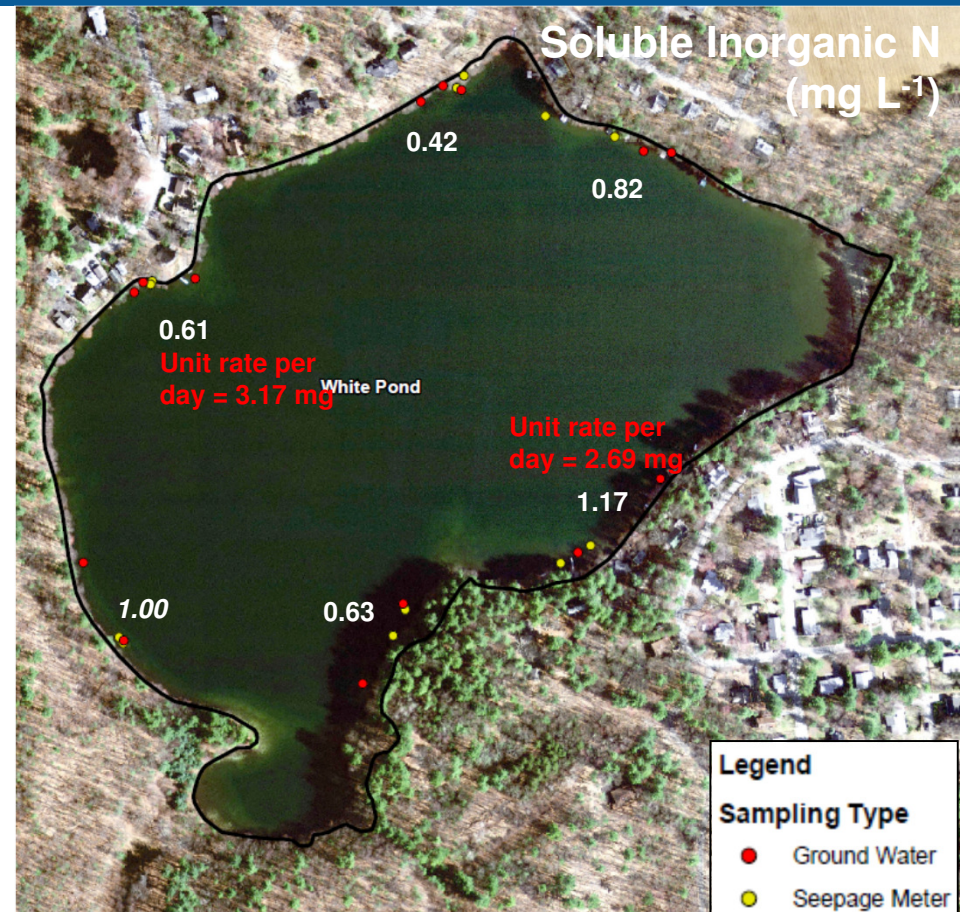 Soluble Inorganic N
(mg L⁻¹)
0.42
0.82
0.61
Unit rate per
day = 3.17 mg
White Pond
Unit rate per
day = 2.69 mg
1.17
1.00
0.63
Legend
Sampling Type
Ground Water
Seepage Meter